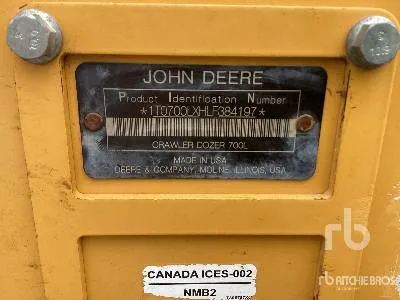 JOHN DEERE
Product Identification Number
*1T0700LXHLF384197*
CRAWLER DOZER 700L
MADE IN USA
DEERE & COMPANY, MOLINE, ILLINOIS, USA
CANADA ICES-002
NMB2
rb
RITCHIE BROS